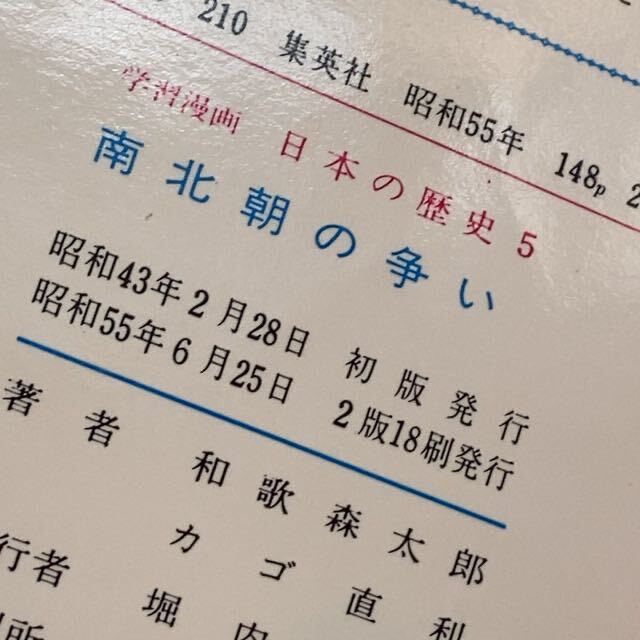 210 集英社 昭和55年 148p 2
学習漫画 日本の歴史 5
南北朝の争い
昭和43年2月28日 初版発行
昭和55年6月25日 2版18刷発行
著者 和歌森太郎
カゴ直利
行者 堀内